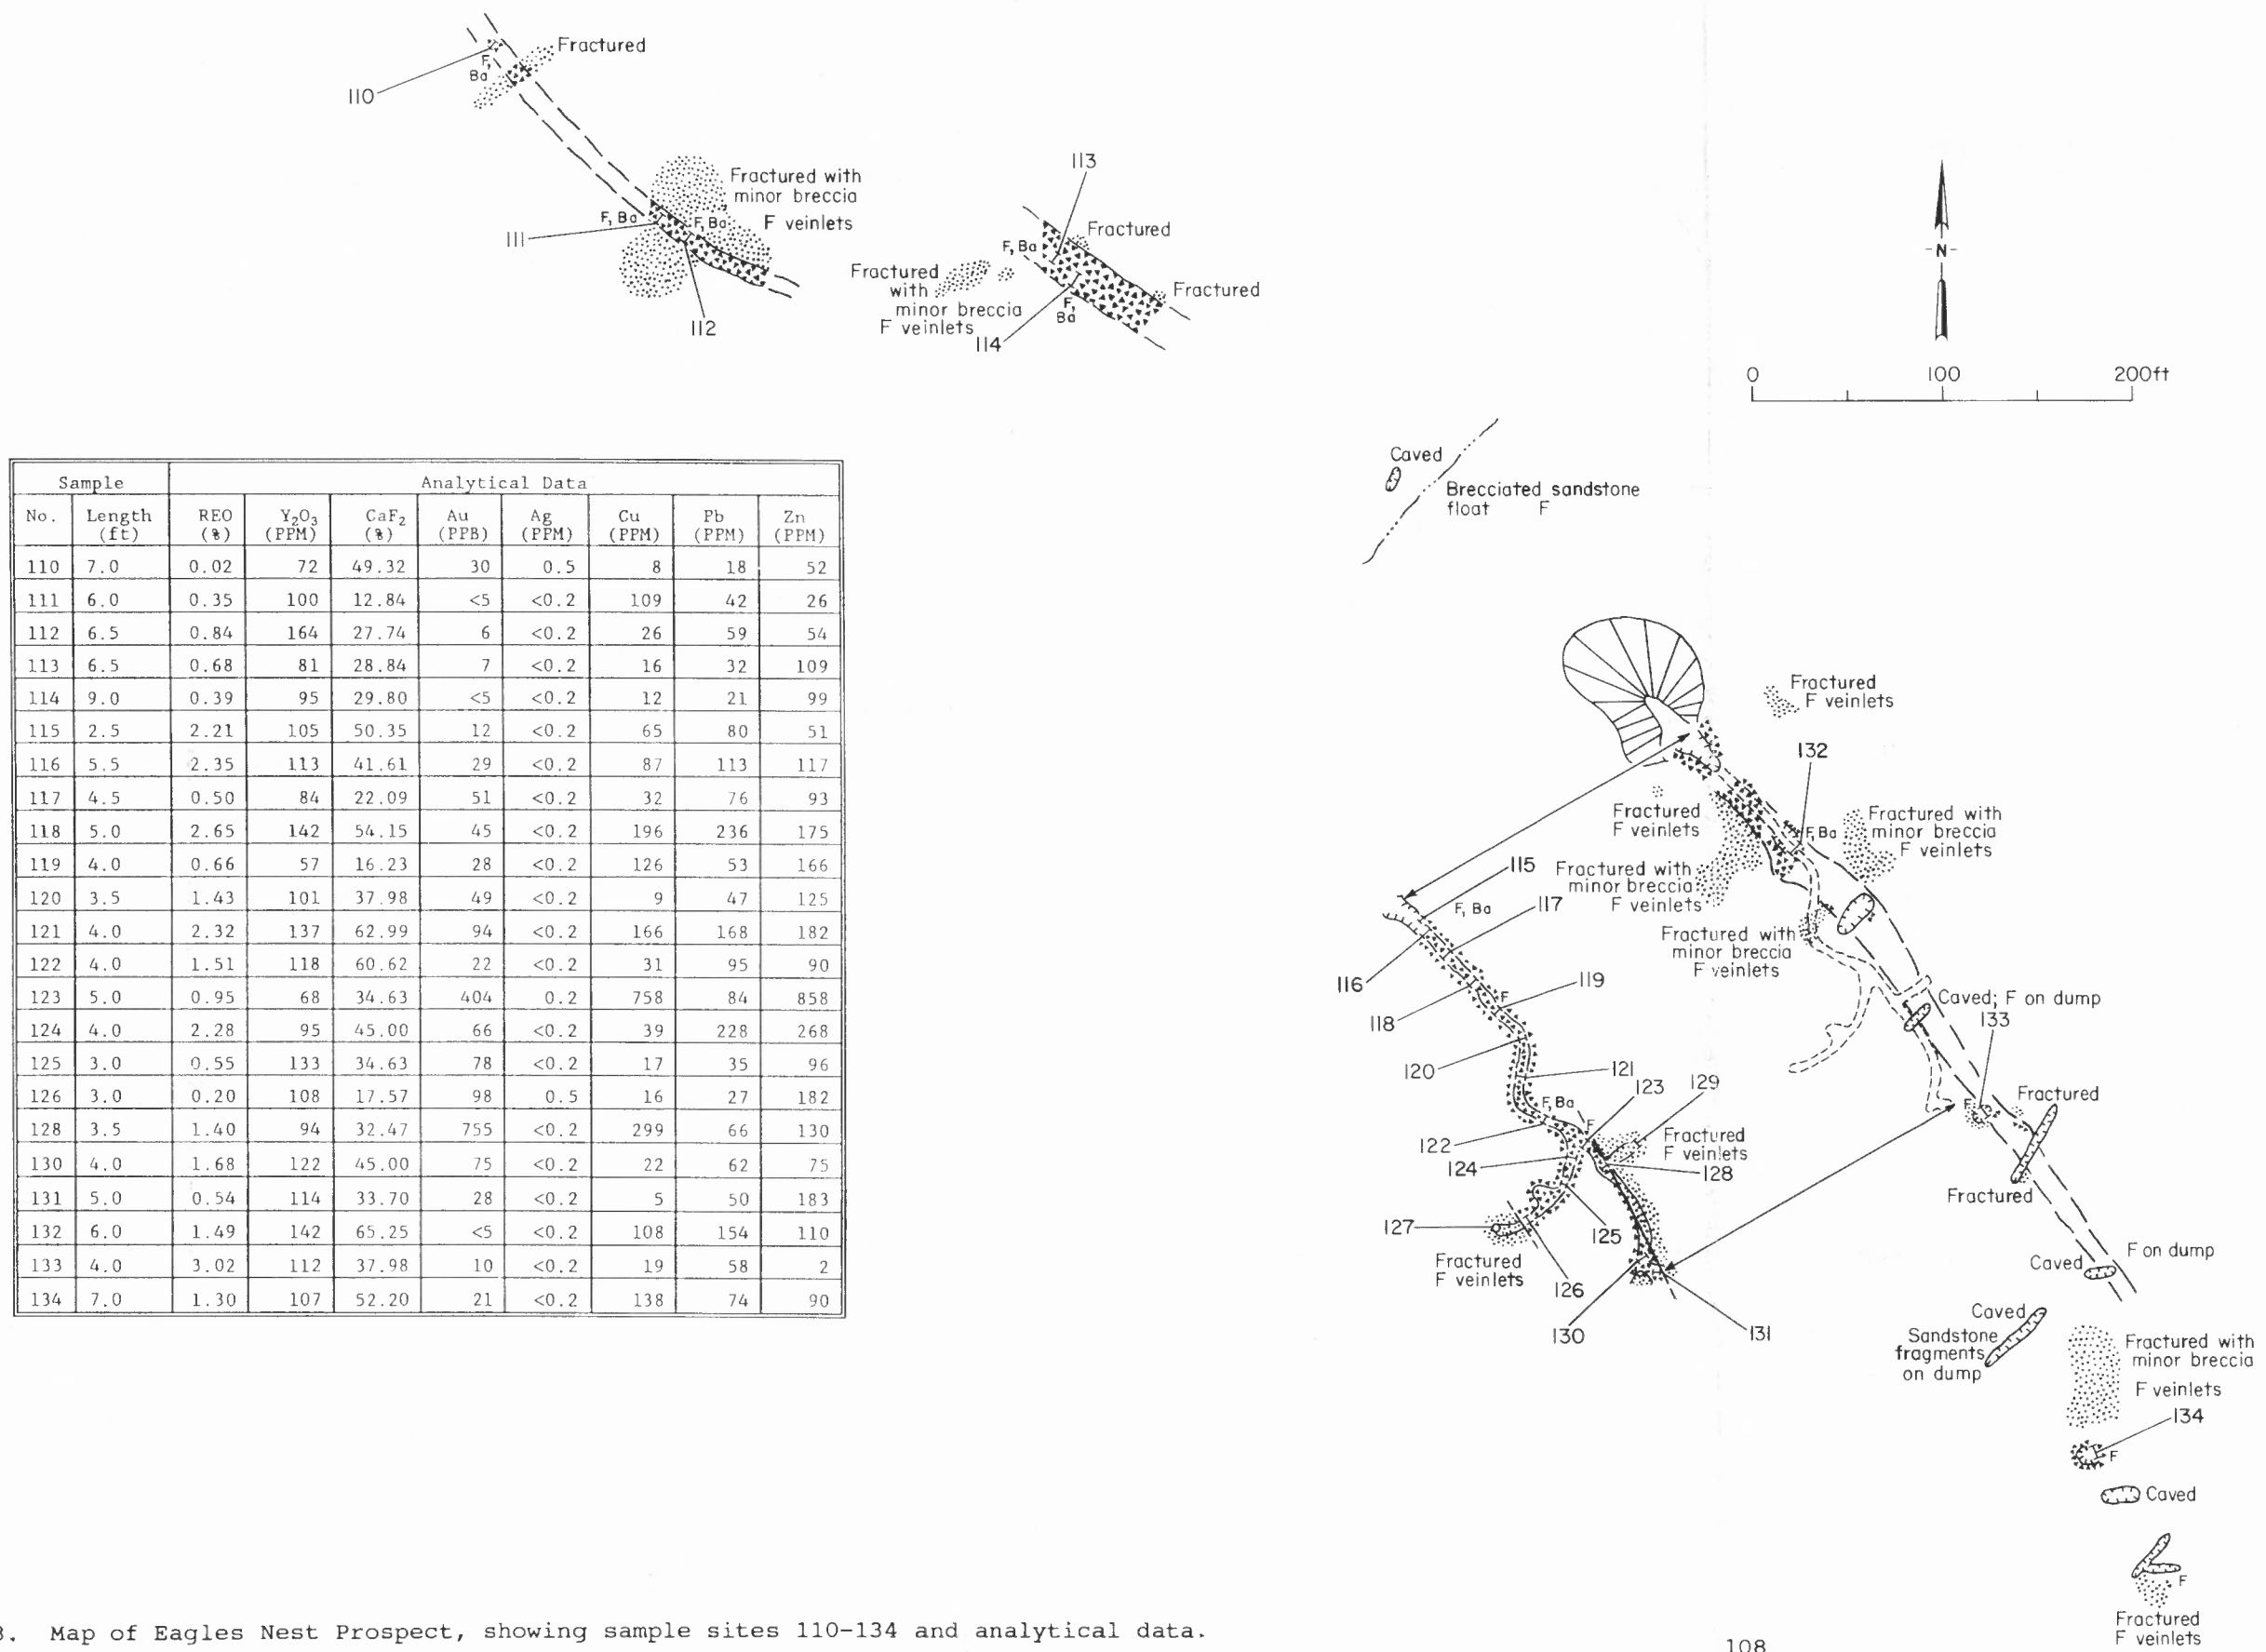 Fractured
F,
Ba
110
Fractured with
minor breccia
F veinlets
F, Ba
F, Ba
111
112
113
Fractured
F, Ba
Fractured
with
minor breccia
F veinlets
F,
Ba
114
Fractured
-N-
0 100 200ft
Caved
Brecciated sandstone
float F
Sample Analytical Data
No. Length (ft) REO (%) Y2O3 (PPM) CaF2 (%) Au (PPB) Ag (PPM) Cu (PPM) Pb (PPM) Zn (PPM)
110 7.0 0.02 72 49.32 30 0.5 8 18 52
111 6.0 0.35 100 12.84 <5 <0.2 109 42 26
112 6.5 0.84 164 27.74 6 <0.2 26 59 54
113 6.5 0.68 81 28.84 7 <0.2 16 32 109
114 9.0 0.39 95 29.80 <5 <0.2 12 21 99
115 2.5 2.21 105 50.35 12 <0.2 65 80 51
116 5.5 2.35 113 41.61 29 <0.2 87 113 117
117 4.5 0.50 84 22.09 51 <0.2 32 76 93
118 5.0 2.65 142 54.15 45 <0.2 196 236 175
119 4.0 0.66 57 16.23 28 <0.2 126 53 166
120 3.5 1.43 101 37.98 49 <0.2 9 47 125
121 4.0 2.32 137 62.99 94 <0.2 166 168 182
122 4.0 1.51 118 60.62 22 <0.2 31 95 90
123 5.0 0.95 68 34.63 404 0.2 758 84 858
124 4.0 2.28 95 45.00 66 <0.2 39 228 268
125 3.0 0.55 133 34.63 78 <0.2 17 35 96
126 3.0 0.20 108 17.57 98 0.5 16 27 182
128 3.5 1.40 94 32.47 755 <0.2 299 66 130
130 4.0 1.68 122 45.00 75 <0.2 22 62 75
131 5.0 0.54 114 33.70 28 <0.2 5 50 183
132 6.0 1.49 142 65.25 <5 <0.2 108 154 110
133 4.0 3.02 112 37.98 10 <0.2 19 58 2
134 7.0 1.30 107 52.20 21 <0.2 138 74 90
Fractured
F veinlets
132
Fractured
F veinlets
F, Ba
Fractured with
minor breccia
F veinlets
Fractured with
minor breccia
F veinlets
Fractured with
minor breccia
F veinlets
115
F, Ba
117
116
119
F
118
120
121
123
129
F, Ba
F
122
124
Fractured
F veinlets
128
127
125
Fractured
F veinlets
126
130
131
Caved; F on dump
133
F
Fractured
Fractured
F on dump
Caved
Caved
Sandstone
fragments
on dump
Fractured with
minor breccia
F veinlets
134
F
Caved
F
Fractured
F veinlets
3. Map of Eagles Nest Prospect, showing sample sites 110-134 and analytical data.
108